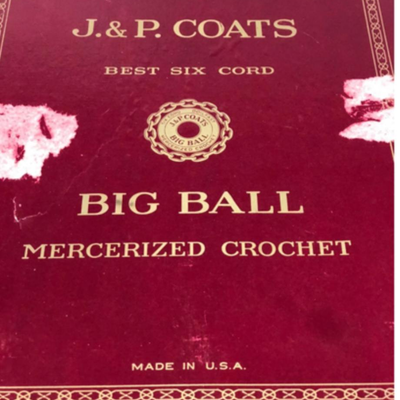 J. & P. COATS
BEST SIX CORD
J&P COATS
BIG BALL
BIG BALL
MERCERIZED CROCHET
MADE IN U.S.A.